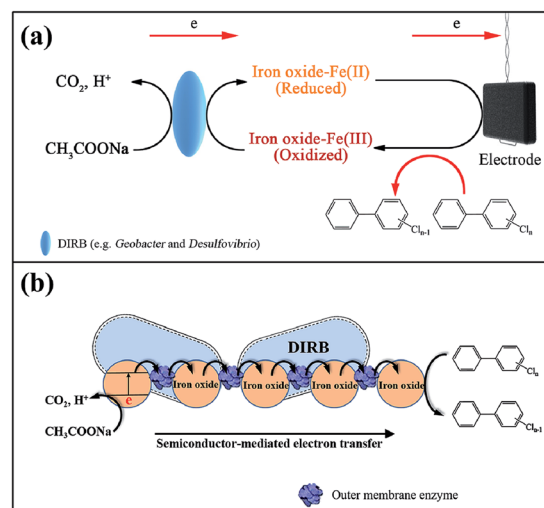 (a)
e
e
CO2, H+
Iron oxide-Fe(II)
(Reduced)
CH3COONa
Iron oxide-Fe(III)
(Oxidized)
Electrode
Cln-1
Cln
DIRB (e.g. Geobacter and Desulfovibrio)
(b)
DIRB
Iron oxide
Iron oxide
Iron oxide
Iron oxide
Cln
CO2, H+
e
CH3COONa
Cln-1
Semiconductor-mediated electron transfer
Outer membrane enzyme